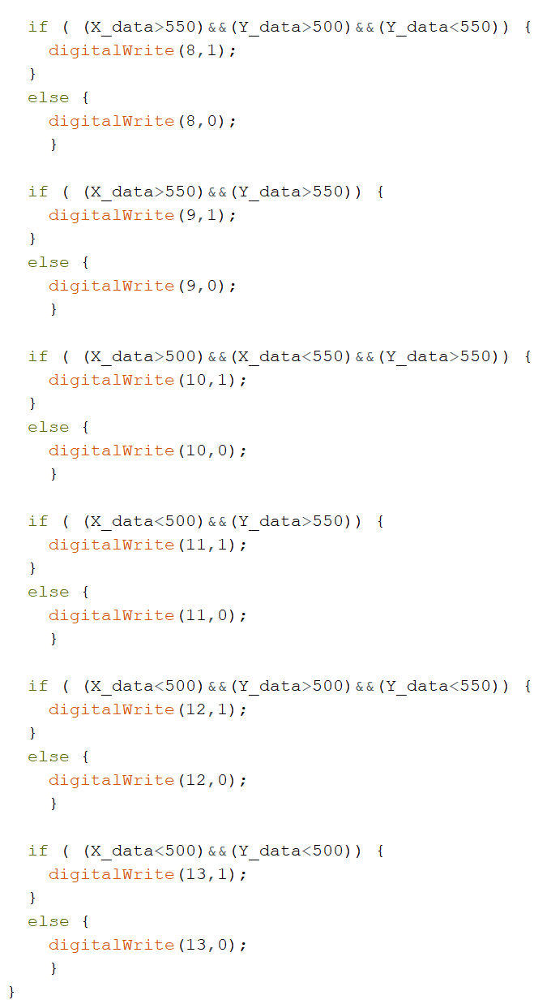 if ( (X_data>550)&&(Y_data>500)&&(Y_data<550)) {
digitalWrite(8,1);
}
else {
digitalWrite(8,0);
}
if ( (X_data>550)&&(Y_data>550)) {
digitalWrite(9,1);
}
else {
digitalWrite(9,0);
}
if ( (X_data>500)&&(X_data<550)&&(Y_data>550)) {
digitalWrite(10,1);
}
else {
digitalWrite(10,0);
}
if ( (X_data<500)&&(Y_data>550)) {
digitalWrite(11,1);
}
else {
digitalWrite(11,0);
}
if ( (X_data<500)&&(Y_data>500)&&(Y_data<550)) {
digitalWrite(12,1);
}
else {
digitalWrite(12,0);
}
if ( (X_data<500)&&(Y_data<500)) {
digitalWrite(13,1);
}
else {
digitalWrite(13,0);
}
}